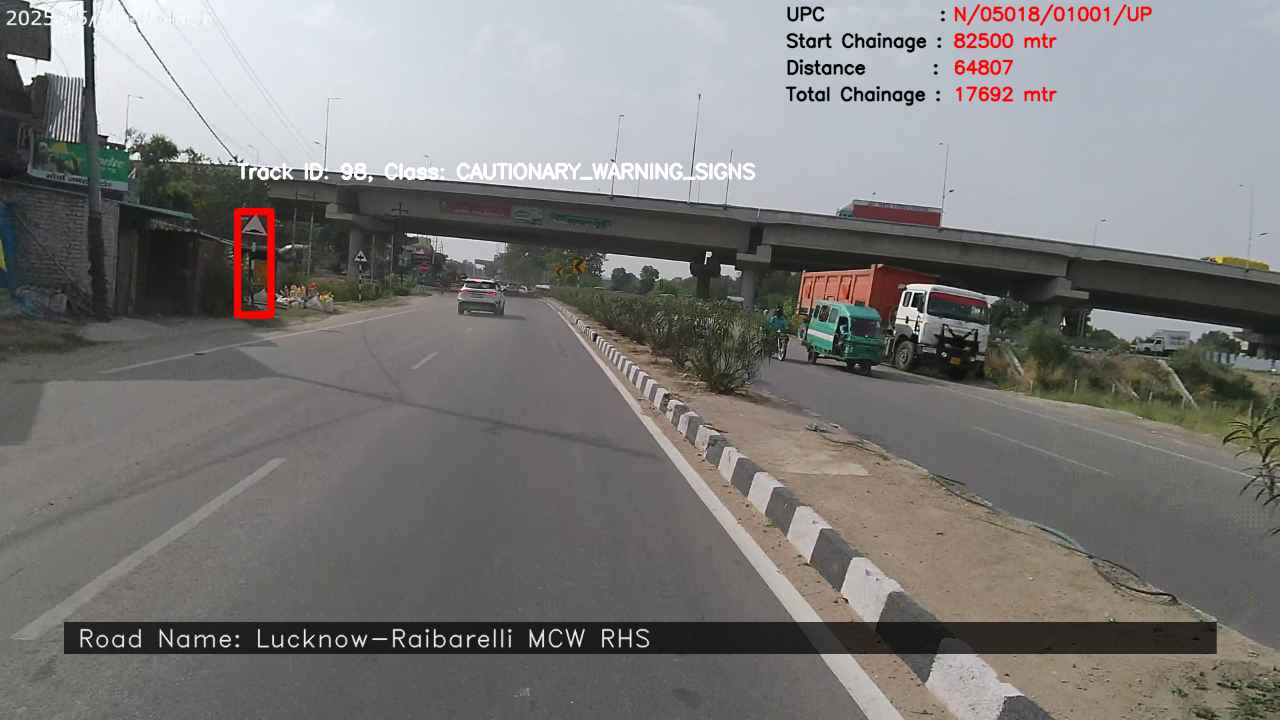 UPC : N/05018/01001/UP
Start Chainage : 82500 mtr
Distance : 64807
Total Chainage : 17692 mtr
Track ID: 98, Class: CAUTIONARY_WARNING_SIGNS
Road Name: Lucknow-Raibarelli MCW RHS